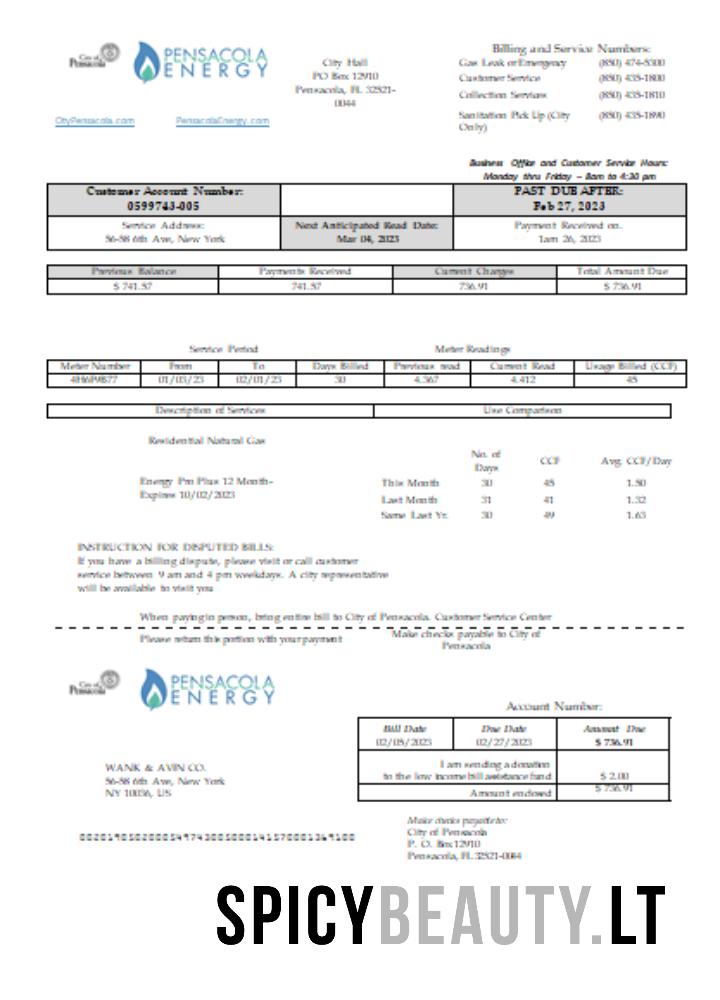 City of Pensacola
PENSACOLA ENERGY
City Hall
PO Box 12910
Pensacola, FL 32521-
0044
Billing and Service Numbers:
Gas Leak or Emergency (850) 474-5300
Customer Service (850) 435-1800
Collection Services (850) 435-1810
Sanitation Pick Up (City Only) (850) 435-1890
CityPensacola.com PensacolaEnergy.com
Business Office and Customer Service Hours:
Monday thru Friday – 8am to 4:30 pm
Customer Account Number:
0599743-005
PAST DUE AFTER:
Feb 27, 2023
Service Address:
56-58 6th Ave, New York
Next Anticipated Read Date:
Mar 04, 2023
Payment Received on.
1am 26, 2023
Previous Balance Payments Received Current Charges Total Amount Due
$ 741.57 741.57 736.91 $ 736.91
Service Period Meter Readings
Meter Number From To Days Billed Previous read Current Read Usage Billed (CCF)
01/03/23 02/01/23 30 4.367 4.412 45
Description of Services Use Comparison
Residential Natural Gas
No. of Days CCF Avg. CCF/Day
Energy Pro Plus 12 Month-
Expires 10/02/2023
This Month 30 45 1.50
Last Month 31 41 1.32
Same Last Yr. 30 49 1.63
INSTRUCTION FOR DISPUTED BILLS:
If you have a billing dispute, please visit or call customer
service between 9 am and 4 pm weekdays. A city representative
will be available to visit you
When paying in person, bring entire bill to City of Pensacola. Customer Service Center
Please return this portion with your payment
Make checks payable to City of
Pensacola
City of Pensacola
PENSACOLA ENERGY
Account Number:
Bill Date Due Date Amount Due
02/05/2023 02/27/2023 $ 736.91
I am sending a donation
to the low income bill assistance fund $ 2.00
Amount enclosed $ 736.91
WANK & AVIN CO.
56-58 6th Ave, New York
NY 10036, US
Make checks payable to:
City of Pensacola
P. O. Box 12910
Pensacola, FL 32521-0044
SPICYBEAUTY.LT